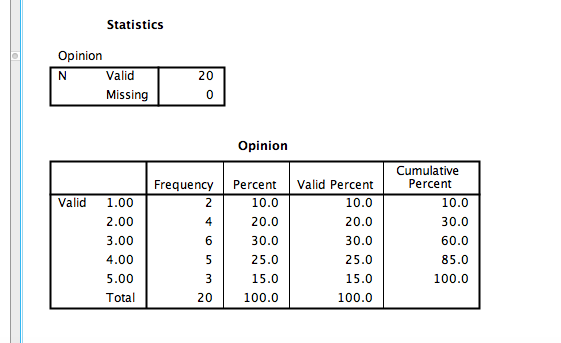 Statistics
Opinion
N Valid 20
Missing 0
Opinion
Frequency Percent Valid Percent Cumulative Percent
Valid 1.00 2 10.0 10.0 10.0
2.00 4 20.0 20.0 30.0
3.00 6 30.0 30.0 60.0
4.00 5 25.0 25.0 85.0
5.00 3 15.0 15.0 100.0
Total 20 100.0 100.0